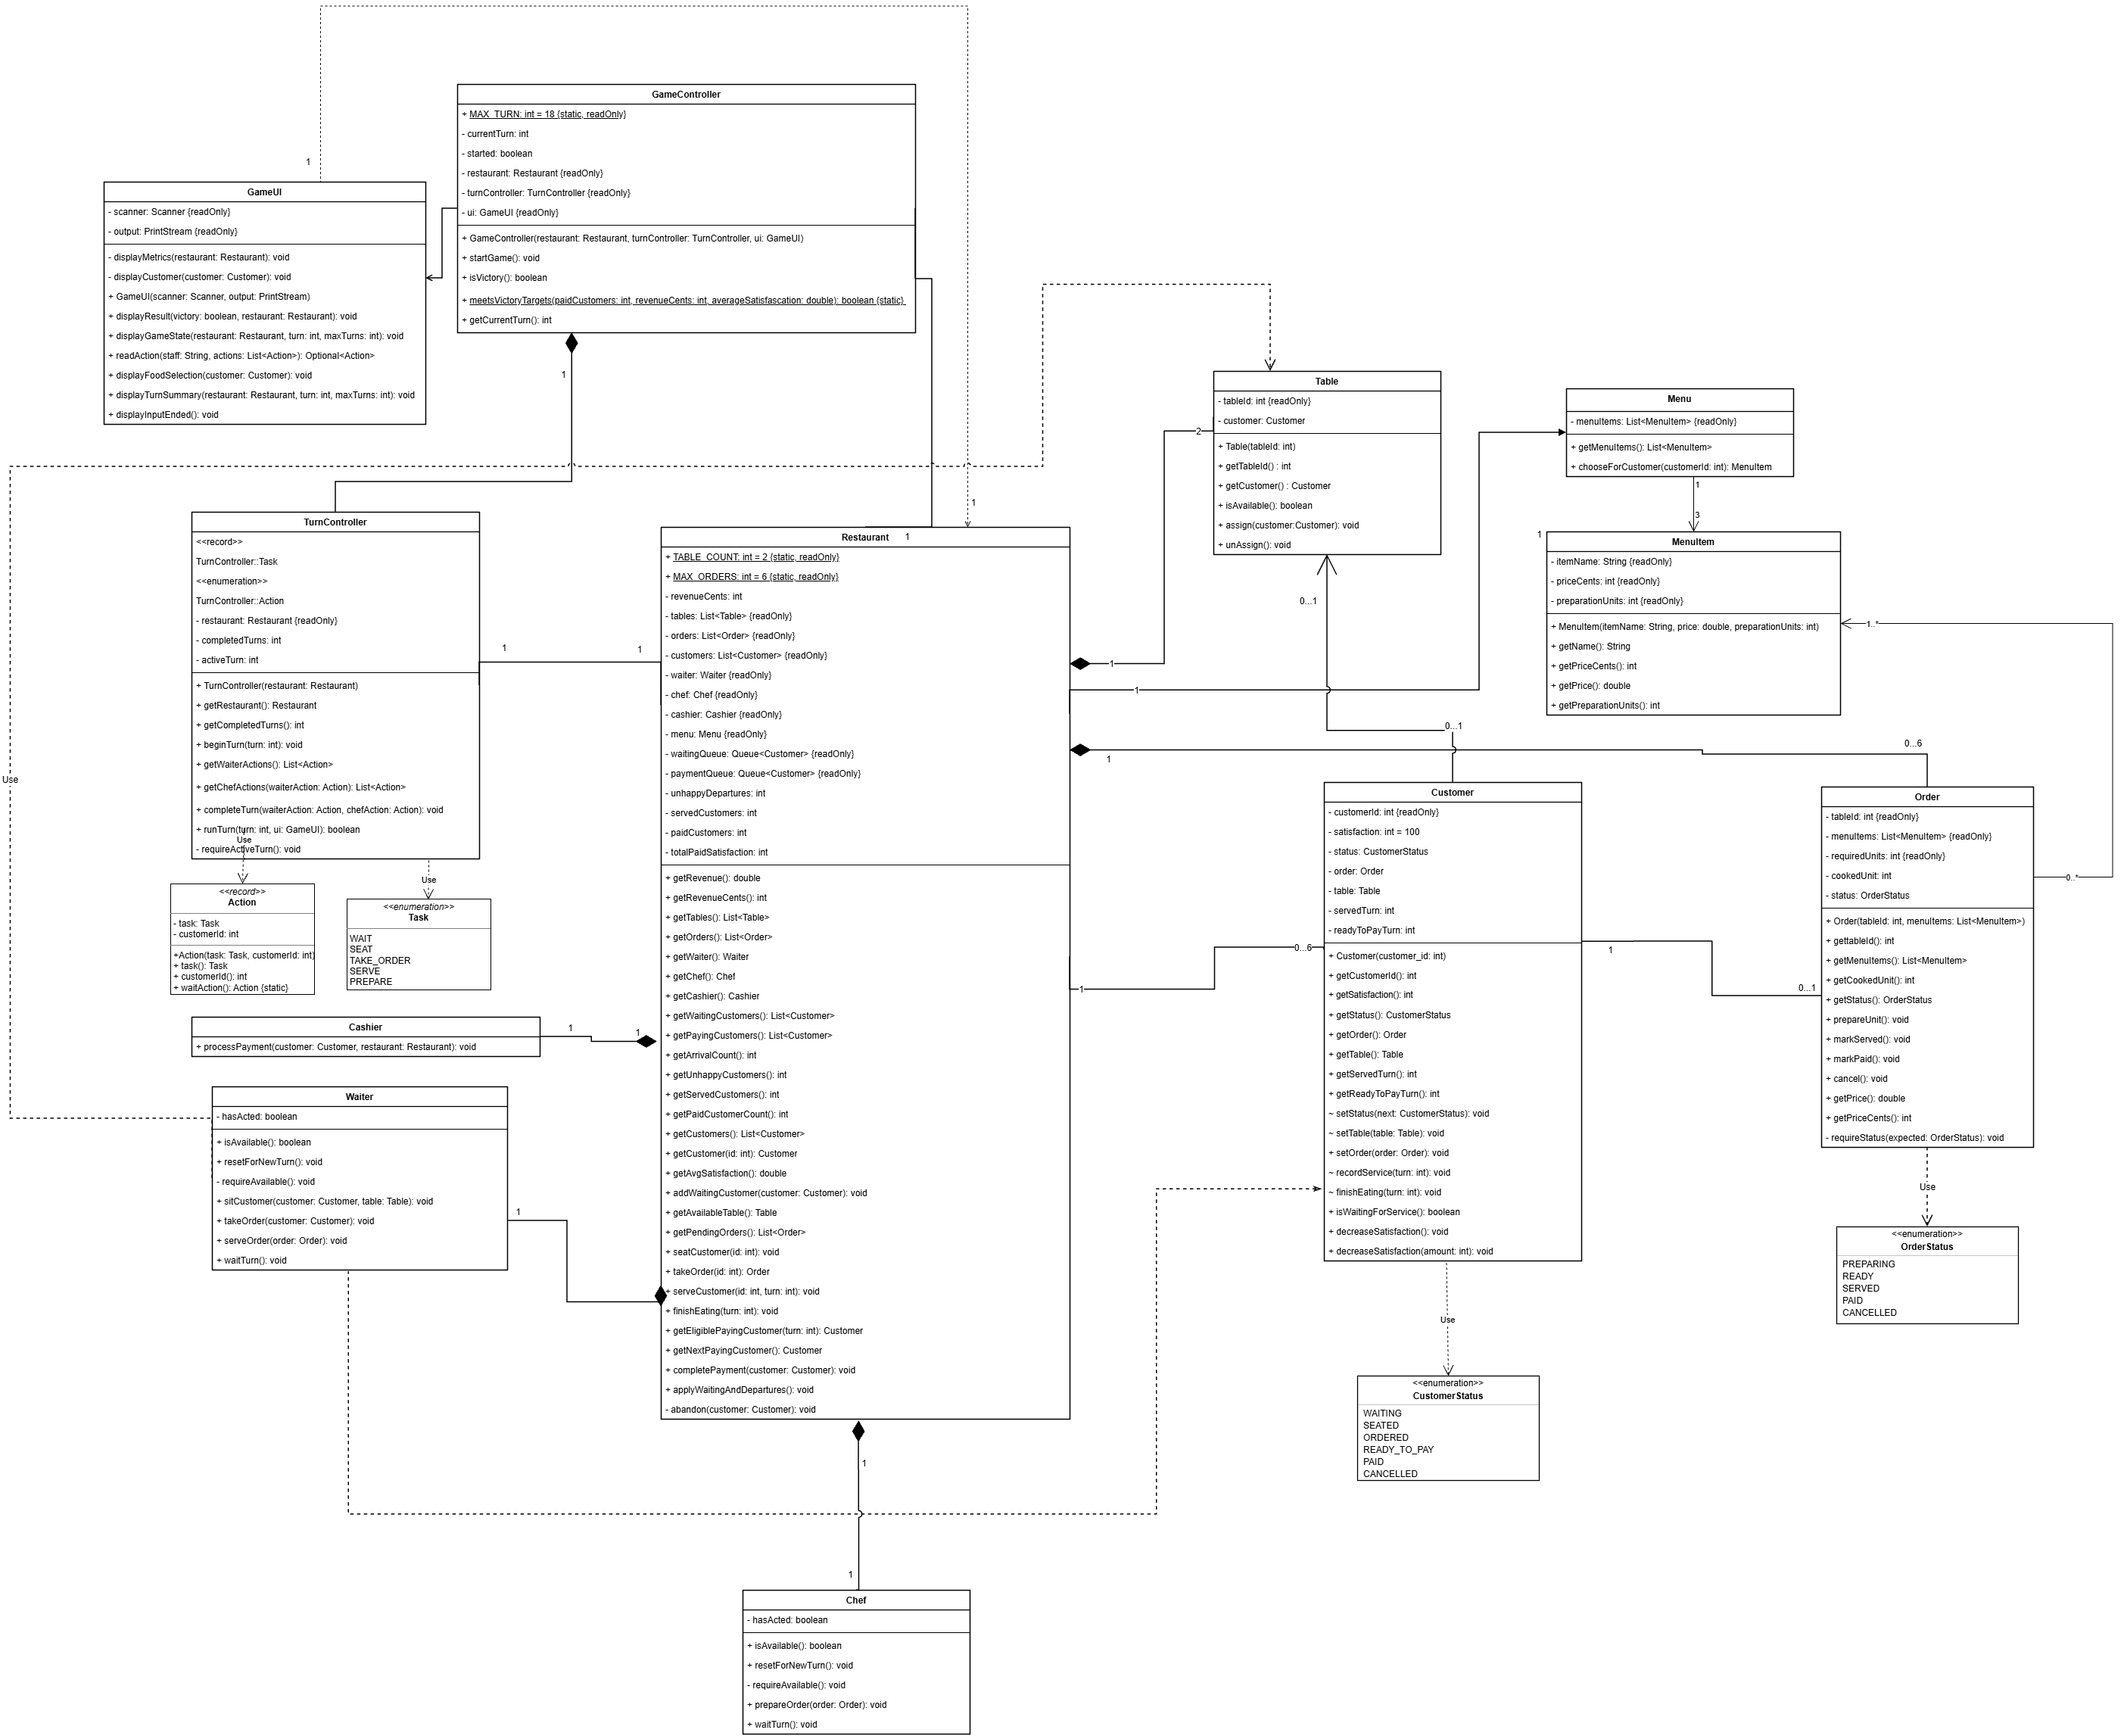 GameController
+ MAX_TURN: int = 18 {static, readOnly}
- currentTurn: int
- started: boolean
- restaurant: Restaurant {readOnly}
- turnController: TurnController {readOnly}
- ui: GameUI {readOnly}
+ GameController(restaurant: Restaurant, turnController: TurnController, ui: GameUI)
+ startGame(): void
+ isVictory(): boolean
+ meetsVictoryTargets(paidCustomers: int, revenueCents: int, averageSatisfascation: double): boolean {static}
+ getCurrentTurn(): int
1
1
GameUI
- scanner: Scanner {readOnly}
- output: PrintStream {readOnly}
- displayMetrics(restaurant: Restaurant): void
- displayCustomer(customer: Customer): void
+ GameUI(scanner: Scanner, output: PrintStream)
+ displayResult(victory: boolean, restaurant: Restaurant): void
+ displayGameState(restaurant: Restaurant, turn: int, maxTurns: int): void
+ readAction(staff: String, actions: List<Action>): Optional<Action>
+ displayFoodSelection(customer: Customer): void
+ displayTurnSummary(restaurant: Restaurant, turn: int, maxTurns: int): void
+ displayInputEnded(): void
Table
- tableId: int {readOnly}
- customer: Customer
+ Table(tableId: int)
+ getTableId() : int
+ getCustomer() : Customer
+ isAvailable(): boolean
+ assign(customer:Customer): void
+ unAssign(): void
2
0...1
0...1
Menu
- menuItems: List<MenuItem> {readOnly}
+ getMenuItems(): List<MenuItem>
+ chooseForCustomer(customerId: int): MenuItem
1
3
1
MenuItem
- itemName: String {readOnly}
- priceCents: int {readOnly}
- preparationUnits: int {readOnly}
+ MenuItem(itemName: String, price: double, preparationUnits: int)
+ getName(): String
+ getPriceCents(): int
+ getPrice(): double
+ getPreparationUnits(): int
1..*
0..*
TurnController
<<record>>
TurnController::Task
<<enumeration>>
TurnController::Action
- restaurant: Restaurant {readOnly}
- completedTurns: int
- activeTurn: int
+ TurnController(restaurant: Restaurant)
+ getRestaurant(): Restaurant
+ getCompletedTurns(): int
+ beginTurn(turn: int): void
+ getWaiterActions(): List<Action>
+ getChefActions(waiterAction: Action): List<Action>
+ completeTurn(waiterAction: Action, chefAction: Action): void
+ runTurn(turn: int, ui: GameUI): boolean
- requireActiveTurn(): void
Use
Use
Use
1
1
1
<<record>>
Action
- task: Task
- customerId: int
+Action(task: Task, customerId: int)
+ task(): Task
+ customerId(): int
+ waitAction(): Action {static}
<<enumeration>>
Task
WAIT
SEAT
TAKE_ORDER
SERVE
PREPARE
Restaurant
1
+ TABLE_COUNT: int = 2 {static, readOnly}
+ MAX_ORDERS: int = 6 {static, readOnly}
- revenueCents: int
- tables: List<Table> {readOnly}
- orders: List<Order> {readOnly}
- customers: List<Customer> {readOnly}
- waiter: Waiter {readOnly}
- chef: Chef {readOnly}
- cashier: Cashier {readOnly}
- menu: Menu {readOnly}
- waitingQueue: Queue<Customer> {readOnly}
- paymentQueue: Queue<Customer> {readOnly}
- unhappyDepartures: int
- servedCustomers: int
- paidCustomers: int
- totalPaidSatisfaction: int
+ getRevenue(): double
+ getRevenueCents(): int
+ getTables(): List<Table>
+ getOrders(): List<Order>
+ getWaiter(): Waiter
+ getChef(): Chef
+ getCashier(): Cashier
+ getWaitingCustomers(): List<Customer>
+ getPayingCustomers(): List<Customer>
+ getArrivalCount(): int
+ getUnhappyCustomers(): int
+ getServedCustomers(): int
+ getPaidCustomerCount(): int
+ getCustomers(): List<Customer>
+ getCustomer(id: int): Customer
+ getAvgSatisfaction(): double
+ addWaitingCustomer(customer: Customer): void
+ getAvailableTable(): Table
+ getPendingOrders(): List<Order>
+ seatCustomer(id: int): void
+ takeOrder(id: int): Order
+ serveCustomer(id: int, turn: int): void
+ finishEating(turn: int): void
+ getEligiblePayingCustomer(turn: int): Customer
+ getNextPayingCustomer(): Customer
+ completePayment(customer: Customer): void
+ applyWaitingAndDepartures(): void
- abandon(customer: Customer): void
1
1
1
0...6
0...6
1
Customer
- customerId: int {readOnly}
- satisfaction: int = 100
- status: CustomerStatus
- order: Order
- table: Table
- servedTurn: int
- readyToPayTurn: int
+ Customer(customer_id: int)
+ getCustomerId(): int
+ getSatisfaction(): int
+ getStatus(): CustomerStatus
+ getOrder(): Order
+ getTable(): Table
+ getServedTurn(): int
+ getReadyToPayTurn(): int
~ setStatus(next: CustomerStatus): void
~ setTable(table: Table): void
~ setOrder(order: Order): void
~ recordService(turn: int): void
~ finishEating(turn: int): void
+ isWaitingForService(): boolean
+ decreaseSatisfaction(): void
+ decreaseSatisfaction(amount: int): void
1
0...1
Order
- tableId: int {readOnly}
- menuItems: List<MenuItem> {readOnly}
- requiredUnits: int {readOnly}
- cookedUnit: int
- status: OrderStatus
+ Order(tableId: int, menuItems: List<MenuItem>)
+ gettableId(): int
+ getMenuItems(): List<MenuItem>
+ getCookedUnit(): int
+ getStatus(): OrderStatus
+ prepareUnit(): void
+ markServed(): void
+ markPaid(): void
+ cancel(): void
+ getPrice(): double
+ getPriceCents(): int
- requireStatus(expected: OrderStatus): void
Use
<<enumeration>>
OrderStatus
PREPARING
READY
SERVED
PAID
CANCELLED
Use
<<enumeration>>
CustomerStatus
WAITING
SEATED
ORDERED
READY_TO_PAY
PAID
CANCELLED
Cashier
+ processPayment(customer: Customer, restaurant: Restaurant): void
1
1
Waiter
- hasActed: boolean
+ isAvailable(): boolean
+ resetForNewTurn(): void
- requireAvailable(): void
+ sitCustomer(customer: Customer, table: Table): void
+ takeOrder(customer: Customer): void
+ serveOrder(order: Order): void
+ waitTurn(): void
1
1
1
Chef
- hasActed: boolean
+ isAvailable(): boolean
+ resetForNewTurn(): void
- requireAvailable(): void
+ prepareOrder(order: Order): void
+ waitTurn(): void